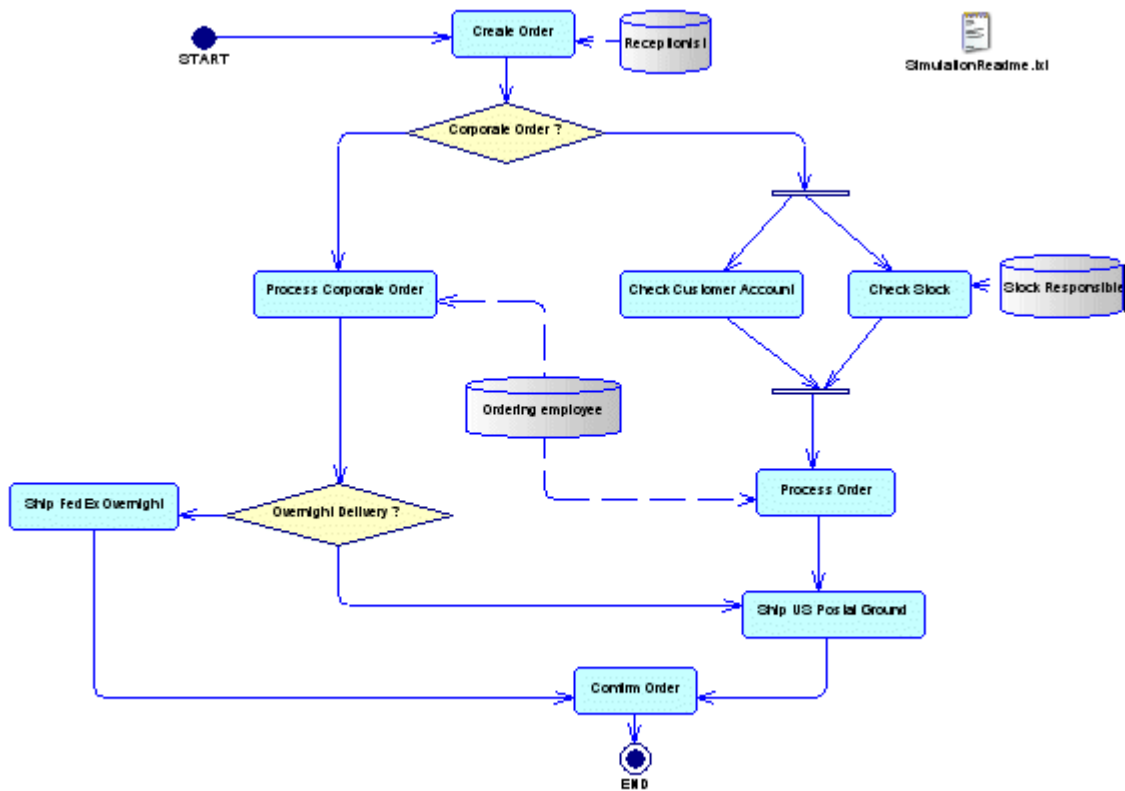 Create Order
Receptionist
START
SimulationReadme.txt
Corporate Order ?
Process Corporate Order
Check Customer Account
Check Stock
Stock Responsible
Ordering employee
Ship FedEx Overnight
Overnight Delivery ?
Process Order
Ship US Postal Ground
Confirm Order
END